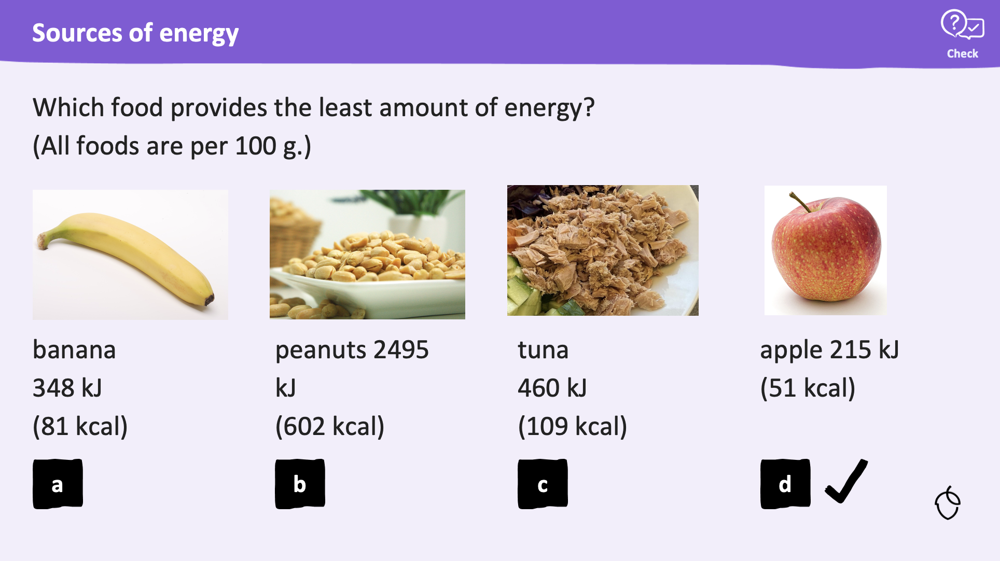 Sources of energy
Check
Which food provides the least amount of energy?
(All foods are per 100 g.)
banana
348 kJ
(81 kcal)
a
peanuts 2495
kJ
(602 kcal)
b
tuna
460 kJ
(109 kcal)
c
apple 215 kJ
(51 kcal)
d